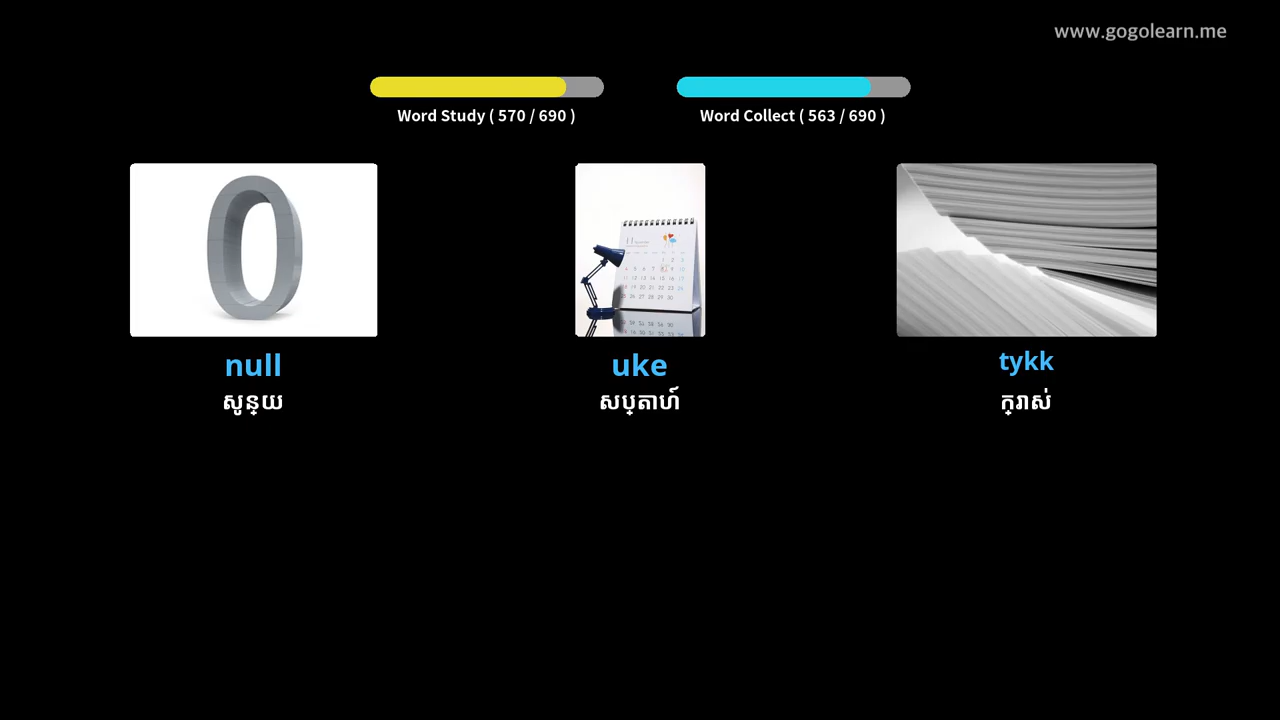 www.gogolearn.me
Word Study ( 570 / 690 )
Word Collect ( 563 / 690 )
null
uke
tykk
សូន្យ
សប្តាហ៍
ក្រាស់